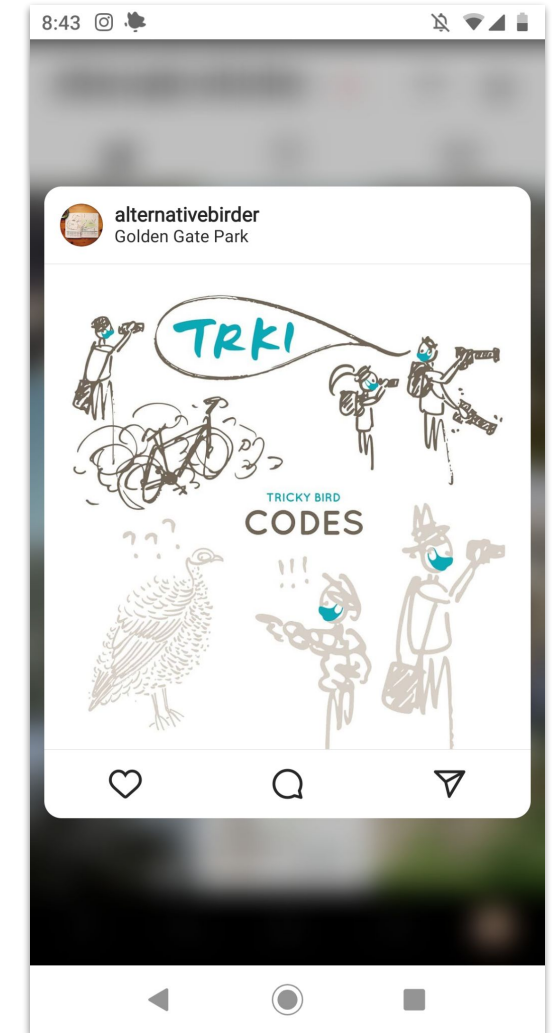 8:43
alternativebirder
Golden Gate Park
TRKI
TRICKY BIRD
CODES
???
!!!